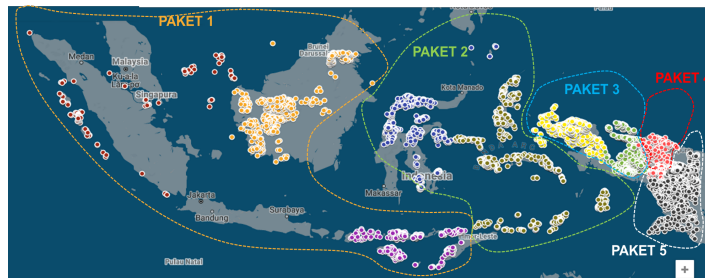 PAKET 1
PAKET 2
PAKET 3
PAKET
PAKET 5
Medan
Malaysia
Singapura
Brunei
Darussal
Kota Manado
Indonesia
Makassar
Jakarta
Bandung
Surabaya
Pulau Natal
+